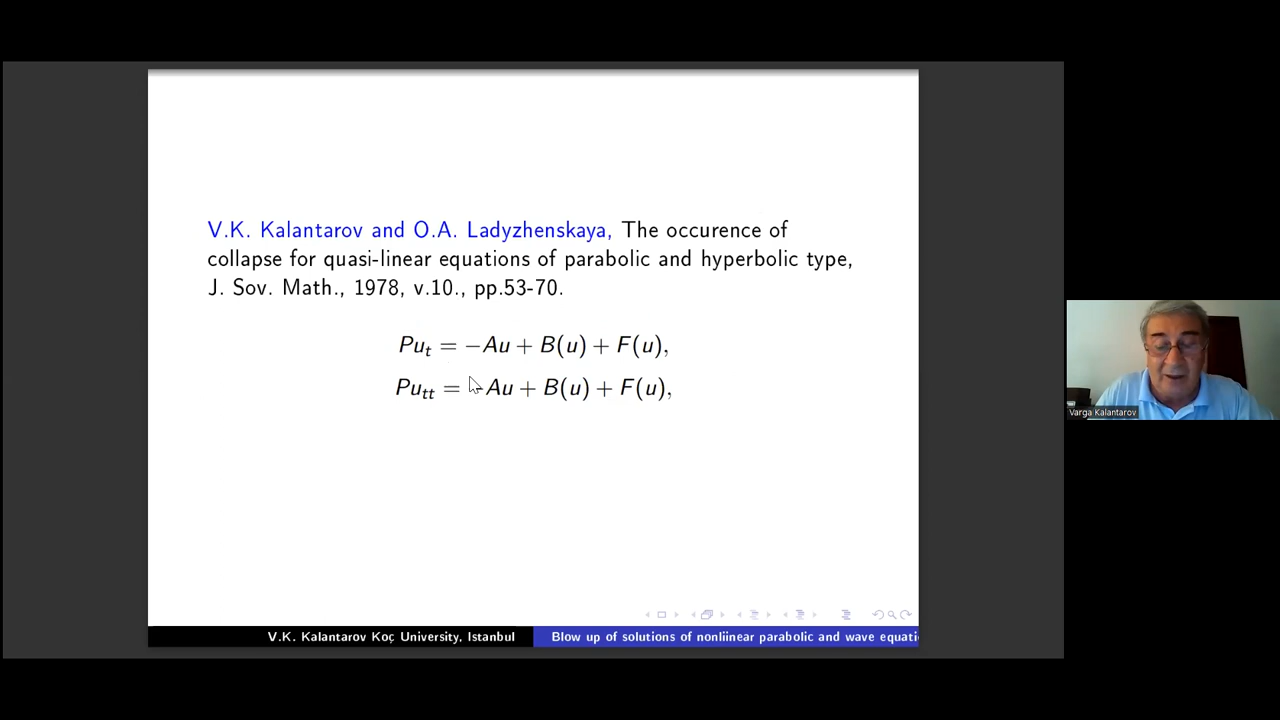 V.K. Kalantarov and O.A. Ladyzhenskaya, The occurence of
collapse for quasi-linear equations of parabolic and hyperbolic type,
J. Sov. Math., 1978, v.10., pp.53-70.
Pu_t = −Au + B(u) + F(u),
Pu_tt = −Au + B(u) + F(u),
Varga Kalantarov
V.K. Kalantarov Koç University, Istanbul
Blow up of solutions of nonliinear parabolic and wave equati